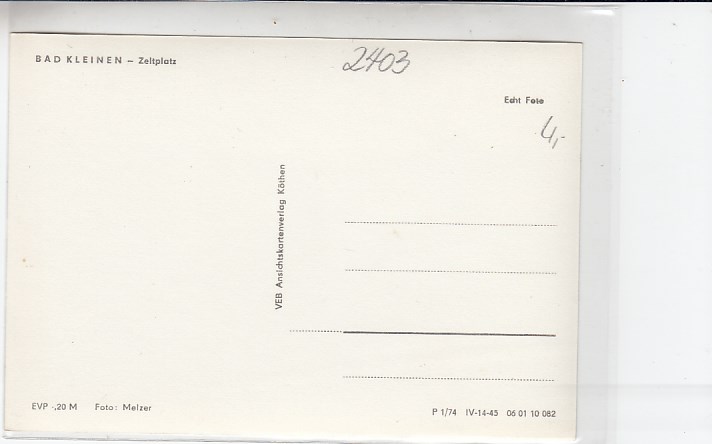 BAD KLEINEN – Zeltplatz
2403
Echt Foto
4,-
VEB Ansichtskartenverlag Köthen
EVP -,20 M Foto: Melzer
P 1/74 IV-14-45 06 01 10 082